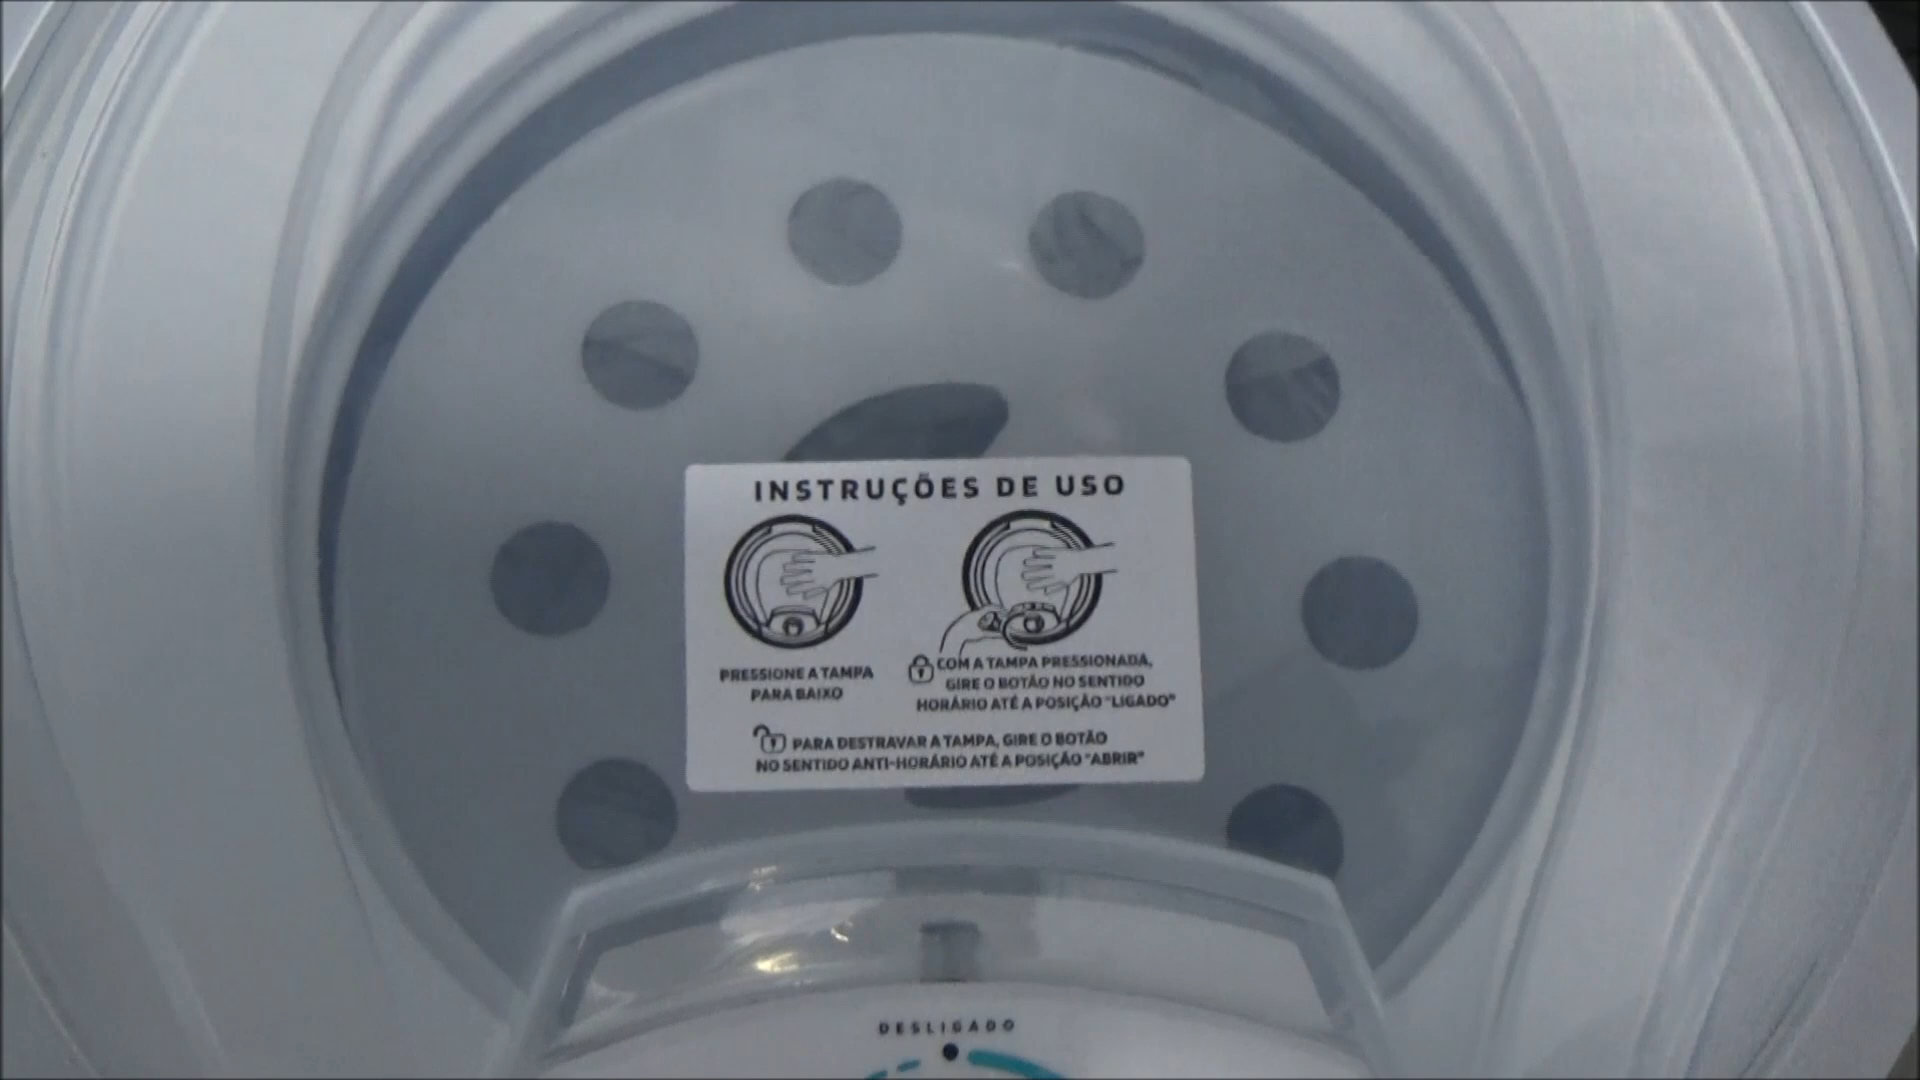 INSTRUÇÕES DE USO
PRESSIONE A TAMPA
PARA BAIXO
COM A TAMPA PRESSIONADA,
GIRE O BOTÃO NO SENTIDO
HORÁRIO ATÉ A POSIÇÃO "LIGADO"
PARA DESTRAVAR A TAMPA, GIRE O BOTÃO
NO SENTIDO ANTI-HORÁRIO ATÉ A POSIÇÃO "ABRIR"
DESLIGADO